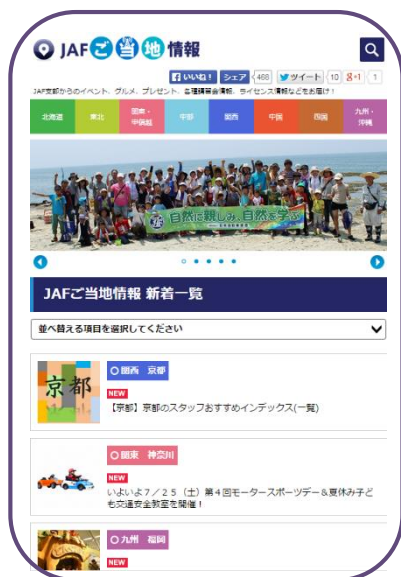 JAFご当地情報
いいね！ シェア 468 ツイート 10 g+1 1
JAF支部からのイベント、グルメ、プレゼント、各種講習会情報、ライセンス情報などをお届け！
北海道 東北 関東・甲信越 中部 関西 中国 四国 九州・沖縄
自然に親しみ、自然を学ぶ
JAFご当地情報 新着一覧
並べ替える項目を選択してください
京都
関西 京都
NEW
【京都】京都のスタッフおすすめインデックス(一覧)
関東 神奈川
NEW
いよいよ７／２５（土）第４回モータースポーツデー＆夏休み子ど
も交通安全教室を開催！
九州 福岡
NEW